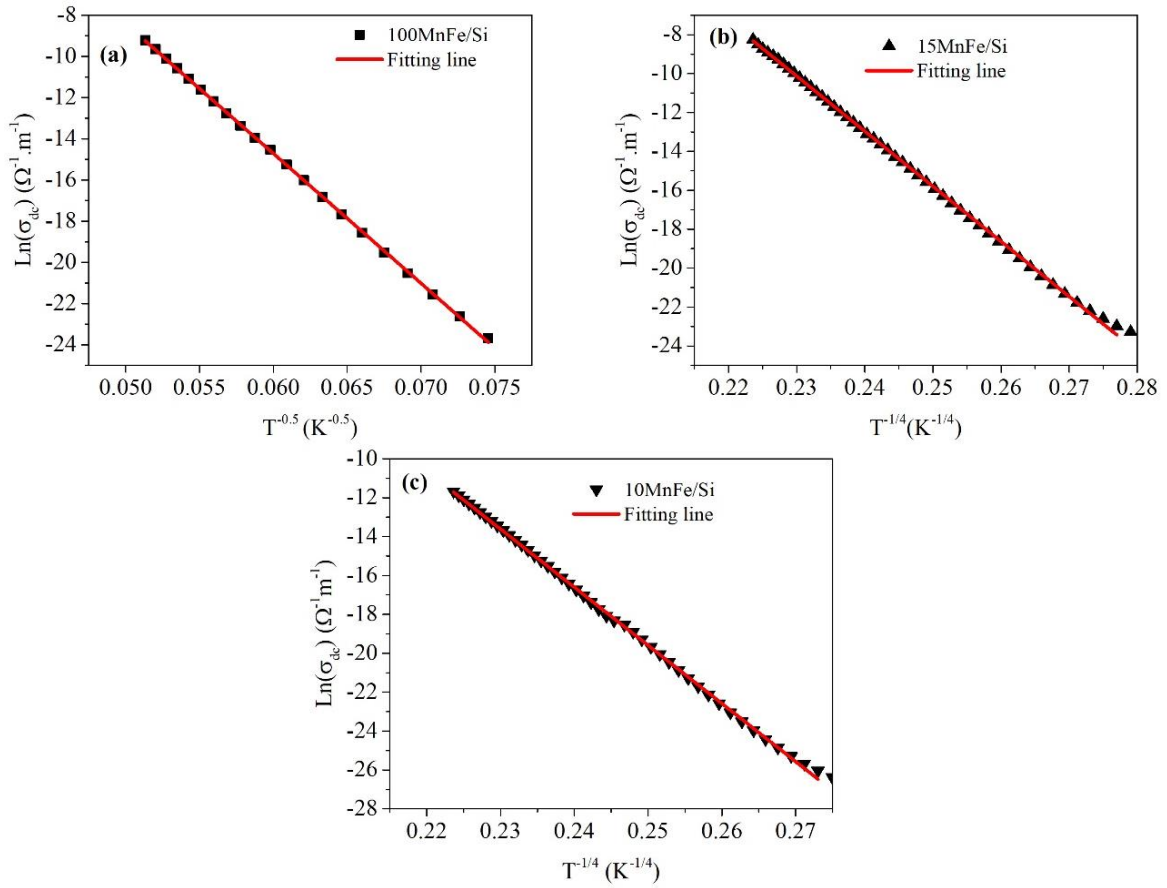 (a)
100MnFe/Si
Fitting line
-8
-10
-12
-14
-16
-18
-20
-22
-24
Ln(σdc) (Ω⁻¹.m⁻¹)
0.050 0.055 0.060 0.065 0.070 0.075
T⁻⁰·⁵ (K⁻⁰·⁵)
(b)
15MnFe/Si
Fitting line
-8
-10
-12
-14
-16
-18
-20
-22
-24
-26
Ln(σdc) (Ω⁻¹.m⁻¹)
0.22 0.23 0.24 0.25 0.26 0.27 0.28
T⁻¹/⁴(K⁻¹/⁴)
(c)
10MnFe/Si
Fitting line
-10
-12
-14
-16
-18
-20
-22
-24
-26
-28
Ln(σdc) (Ω⁻¹m⁻¹)
0.22 0.23 0.24 0.25 0.26 0.27
T⁻¹/⁴ (K⁻¹/⁴)